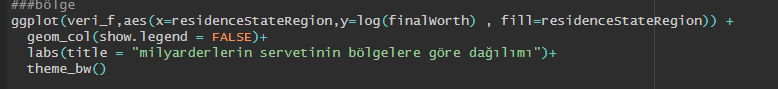 ###bölge
ggplot(veri_f,aes(x=residenceStateRegion,y=log(finalWorth) , fill=residenceStateRegion)) +
  geom_col(show.legend = FALSE)+
  labs(title = "milyarderlerin servetinin bölgelere göre dağılımı")+
  theme_bw()